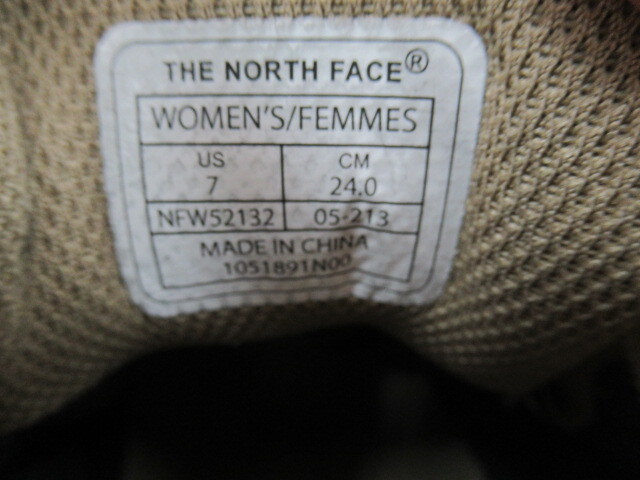 THE NORTH FACE®
WOMEN'S/FEMMES
US CM
7 24.0
NFW52132 05-213
MADE IN CHINA
1051891N00